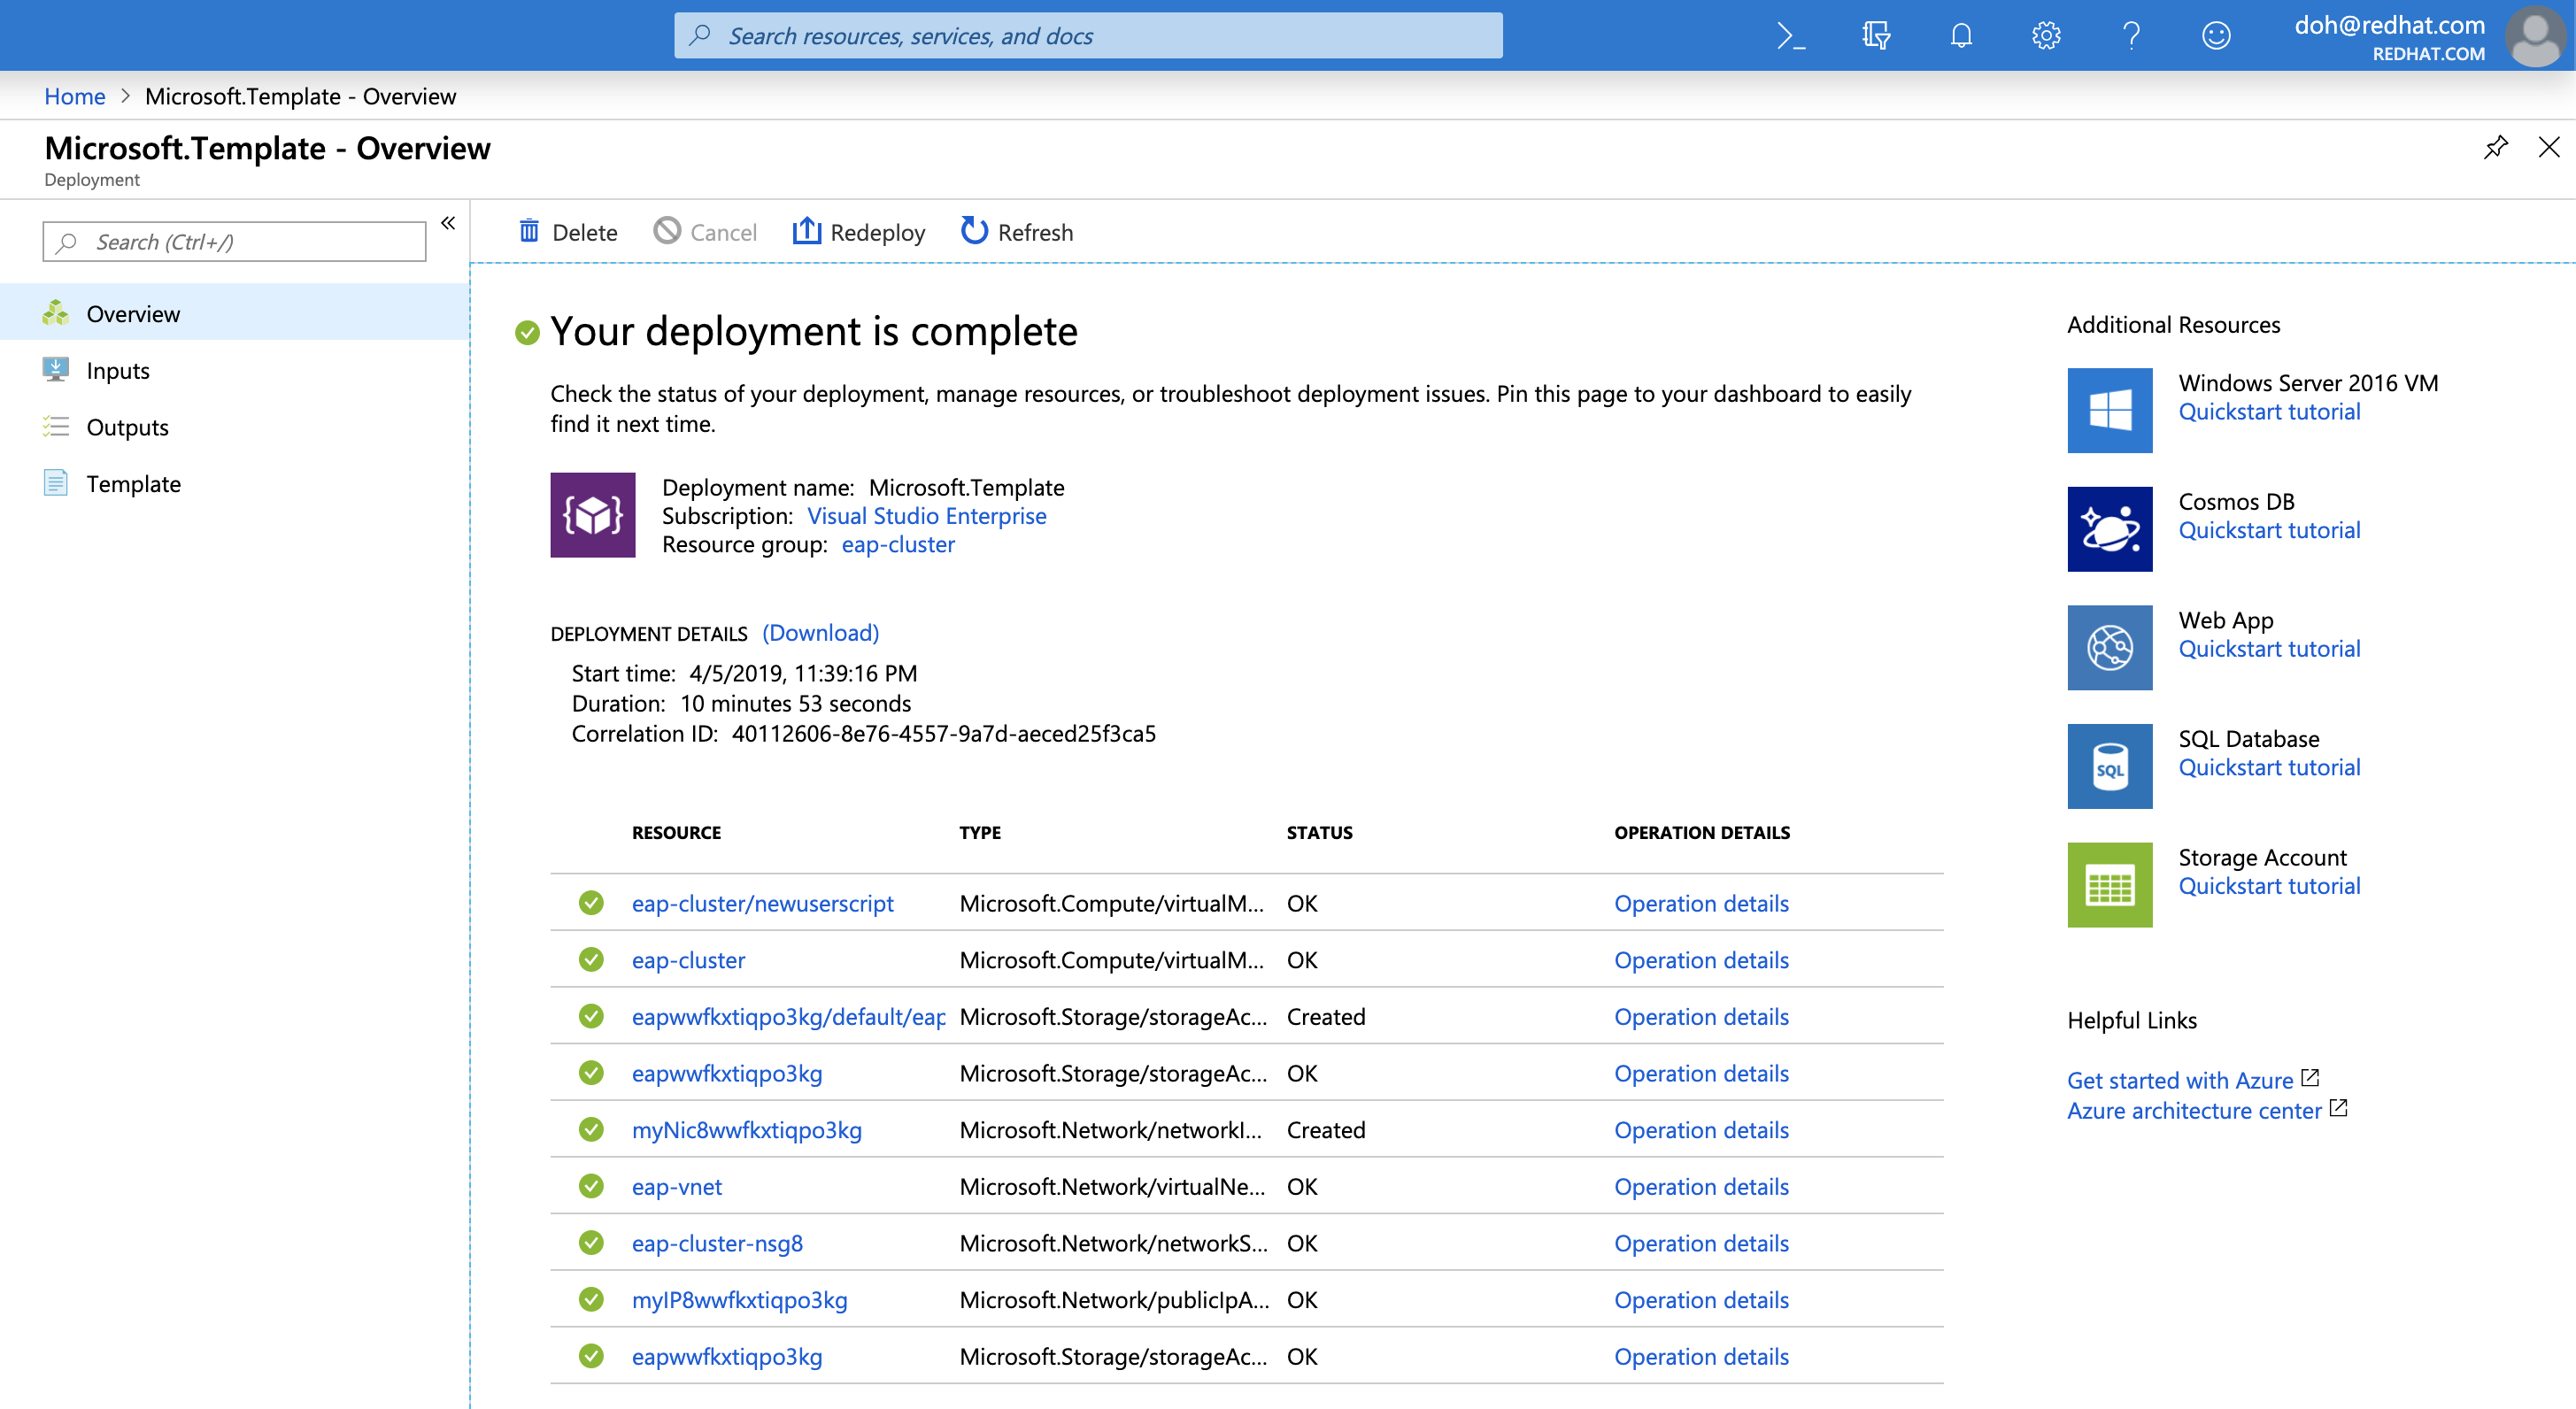 Search resources, services, and docs
doh@redhat.com
REDHAT.COM
Home > Microsoft.Template - Overview
Microsoft.Template - Overview
Deployment
Search (Ctrl+/)
«
Overview
Inputs
Outputs
Template
Delete Cancel Redeploy Refresh
Your deployment is complete
Check the status of your deployment, manage resources, or troubleshoot deployment issues. Pin this page to your dashboard to easily
find it next time.
Deployment name: Microsoft.Template
Subscription: Visual Studio Enterprise
Resource group: eap-cluster
DEPLOYMENT DETAILS (Download)
Start time: 4/5/2019, 11:39:16 PM
Duration: 10 minutes 53 seconds
Correlation ID: 40112606-8e76-4557-9a7d-aeced25f3ca5
RESOURCE TYPE STATUS OPERATION DETAILS
eap-cluster/newuserscript Microsoft.Compute/virtualM... OK Operation details
eap-cluster Microsoft.Compute/virtualM... OK Operation details
eapwwfkxtiqpo3kg/default/eap Microsoft.Storage/storageAc... Created Operation details
eapwwfkxtiqpo3kg Microsoft.Storage/storageAc... OK Operation details
myNic8wwfkxtiqpo3kg Microsoft.Network/networkI... Created Operation details
eap-vnet Microsoft.Network/virtualNe... OK Operation details
eap-cluster-nsg8 Microsoft.Network/networkS... OK Operation details
myIP8wwfkxtiqpo3kg Microsoft.Network/publicIpA... OK Operation details
eapwwfkxtiqpo3kg Microsoft.Storage/storageAc... OK Operation details
Additional Resources
Windows Server 2016 VM
Quickstart tutorial
Cosmos DB
Quickstart tutorial
Web App
Quickstart tutorial
SQL
SQL Database
Quickstart tutorial
Storage Account
Quickstart tutorial
Helpful Links
Get started with Azure
Azure architecture center